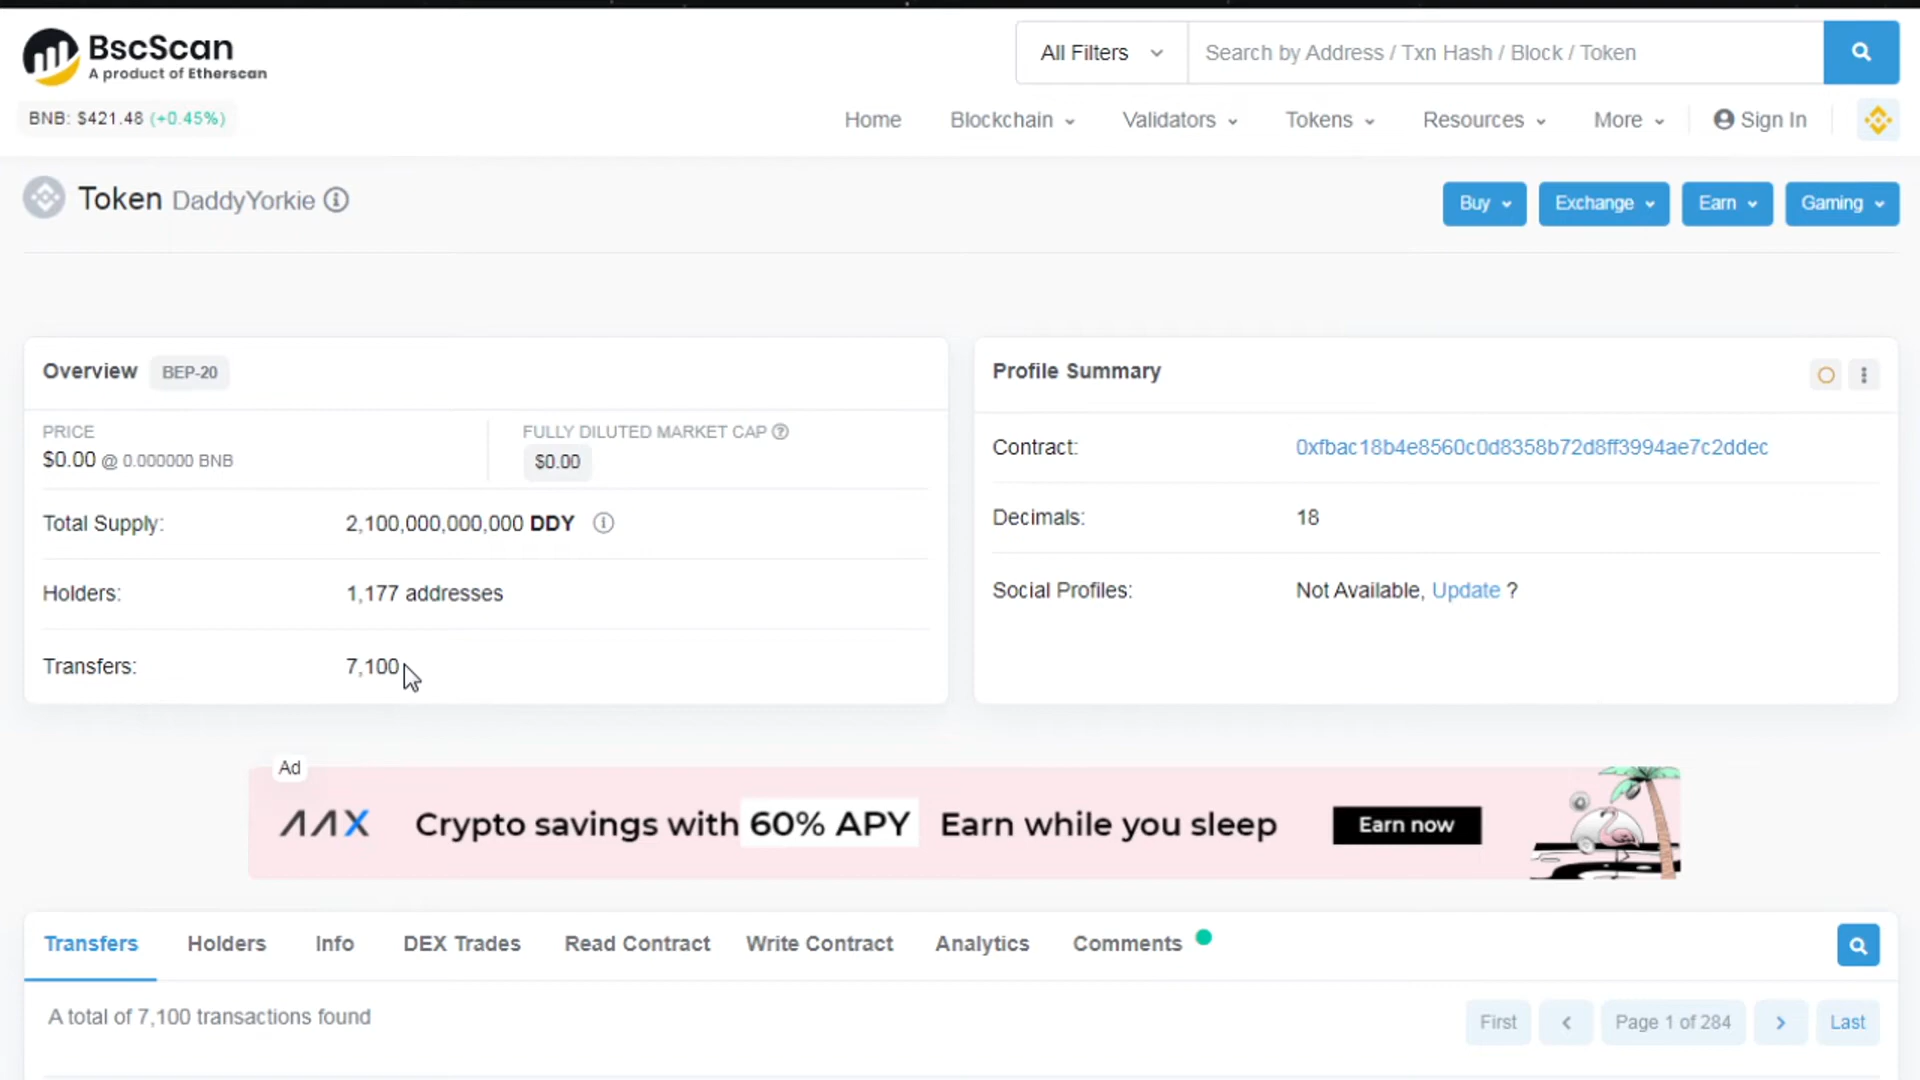 BscScan
A product of Etherscan
All Filters
Search by Address / Txn Hash / Block / Token
BNB: $421.48 (+0.45%)
Home Blockchain Validators Tokens Resources More Sign In
Token DaddyYorkie
Buy Exchange Earn Gaming
Overview BEP-20
PRICE
$0.00 @ 0.000000 BNB
FULLY DILUTED MARKET CAP
$0.00
Total Supply: 2,100,000,000,000 DDY
Holders: 1,177 addresses
Transfers: 7,100
Profile Summary
Contract: 0xfbac18b4e8560c0d8358b72d8ff3994ae7c2ddec
Decimals: 18
Social Profiles: Not Available, Update ?
Ad
AAX Crypto savings with 60% APY Earn while you sleep Earn now
Transfers Holders Info DEX Trades Read Contract Write Contract Analytics Comments
A total of 7,100 transactions found
First Page 1 of 284 Last